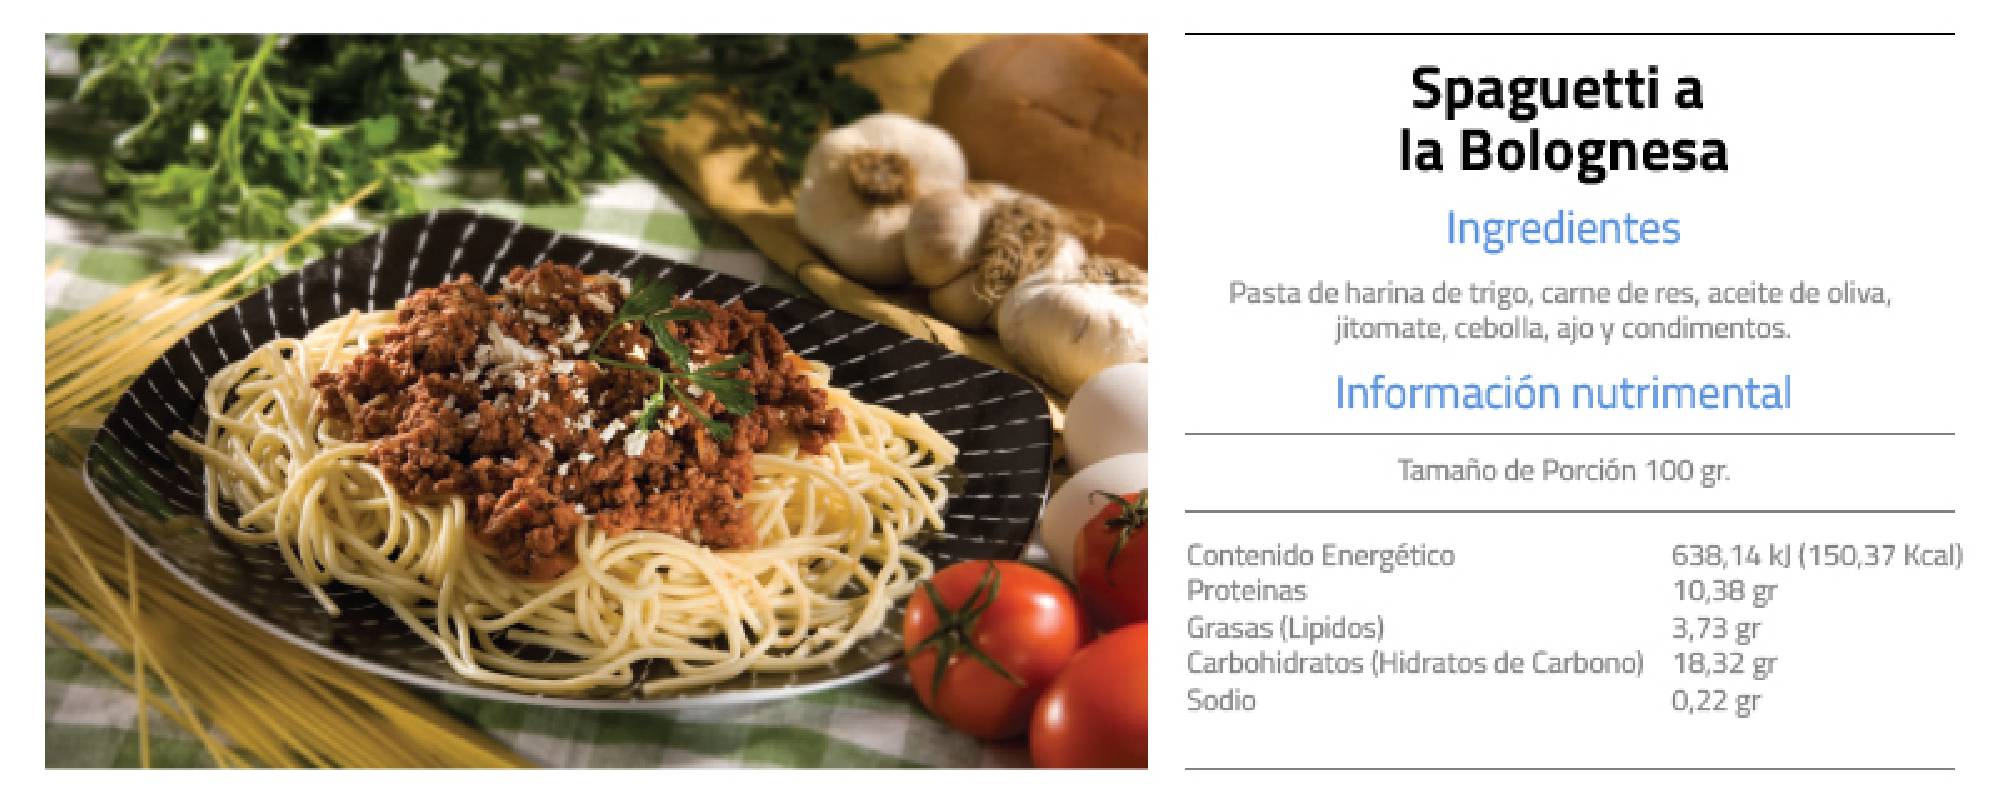 Spaguetti a
la Bolognesa
Ingredientes
Pasta de harina de trigo, carne de res, aceite de oliva,
jitomate, cebolla, ajo y condimentos.
Información nutrimental
Tamaño de Porción 100 gr.
Contenido Energético 638,14 kJ (150,37 Kcal)
Proteinas 10,38 gr
Grasas (Lipidos) 3,73 gr
Carbohidratos (Hidratos de Carbono) 18,32 gr
Sodio 0,22 gr